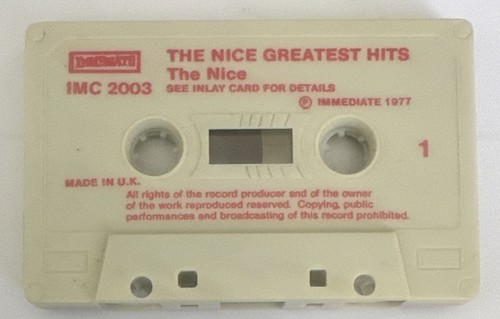 IMMEDIATE
THE NICE GREATEST HITS
IMC 2003
The Nice
SEE INLAY CARD FOR DETAILS
Ⓟ IMMEDIATE 1977
1
MADE IN U.K.
All rights of the record producer and of the owner
of the work reproduced reserved. Copying, public
performances and broadcasting of this record prohibited.